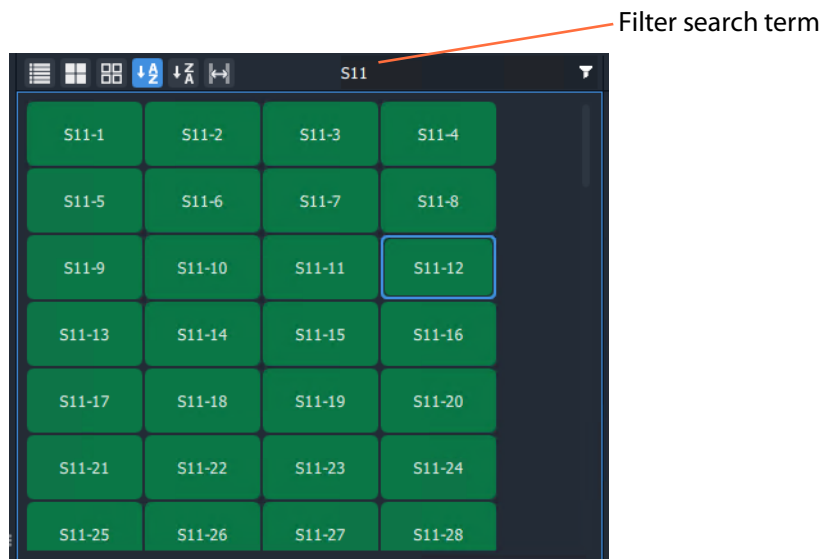 Filter search term
S11
S11-1 S11-2 S11-3 S11-4
S11-5 S11-6 S11-7 S11-8
S11-9 S11-10 S11-11 S11-12
S11-13 S11-14 S11-15 S11-16
S11-17 S11-18 S11-19 S11-20
S11-21 S11-22 S11-23 S11-24
S11-25 S11-26 S11-27 S11-28